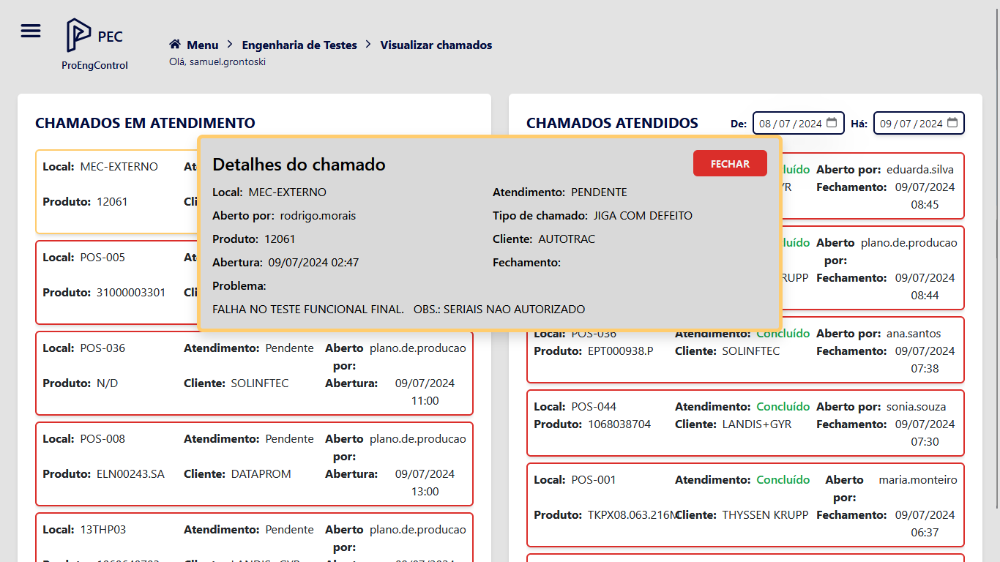 PEC
ProEngControl
Menu > Engenharia de Testes > Visualizar chamados
Olá, samuel.grontoski
CHAMADOS EM ATENDIMENTO
Local: MEC-EXTERNO
Produto: 12061
Local: POS-005
Produto: 31000003301
Local: POS-036 Atendimento: Pendente Aberto por: plano.de.producao
Produto: N/D Cliente: SOLINFTEC Abertura: 09/07/2024 11:00
Local: POS-008 Atendimento: Pendente Aberto por: plano.de.producao
Produto: ELN00243.SA Cliente: DATAPROM Abertura: 09/07/2024 13:00
Local: 13THP03 Atendimento: Pendente Aberto por: plano.de.producao
Detalhes do chamado
FECHAR
Local: MEC-EXTERNO Atendimento: PENDENTE
Aberto por: rodrigo.morais Tipo de chamado: JIGA COM DEFEITO
Produto: 12061 Cliente: AUTOTRAC
Abertura: 09/07/2024 02:47 Fechamento:
Problema:
FALHA NO TESTE FUNCIONAL FINAL. OBS.: SERIAIS NAO AUTORIZADO
CHAMADOS ATENDIDOS De: 08/07/2024 Há: 09/07/2024
Aberto por: eduarda.silva
Fechamento: 09/07/2024
08:45
Aberto por: plano.de.producao
Fechamento: 09/07/2024
08:44
Local: POS-036 Atendimento: Concluído Aberto por: ana.santos
Produto: EPT000938.P Cliente: SOLINFTEC Fechamento: 09/07/2024
07:38
Local: POS-044 Atendimento: Concluído Aberto por: sonia.souza
Produto: 1068038704 Cliente: LANDIS+GYR Fechamento: 09/07/2024
07:30
Local: POS-001 Atendimento: Concluído Aberto por: maria.monteiro
Produto: TKPX08.063.216 Cliente: THYSSEN KRUPP Fechamento: 09/07/2024
06:37